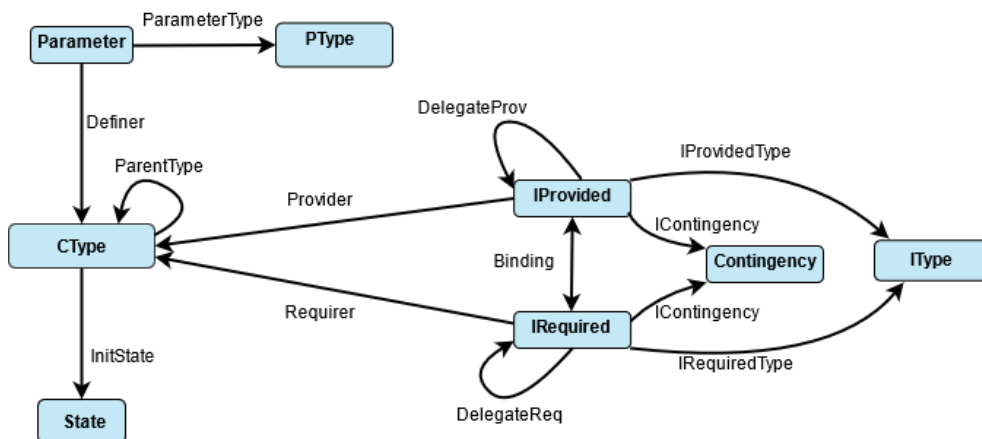 ParameterType
Parameter
PType
DelegateProv
Definer
IProvidedType
ParentType
IProvided
Provider
IContingency
CType
Binding
Contingency
IType
Requirer
IRequired
IContingency
InitState
IRequiredType
DelegateReq
State